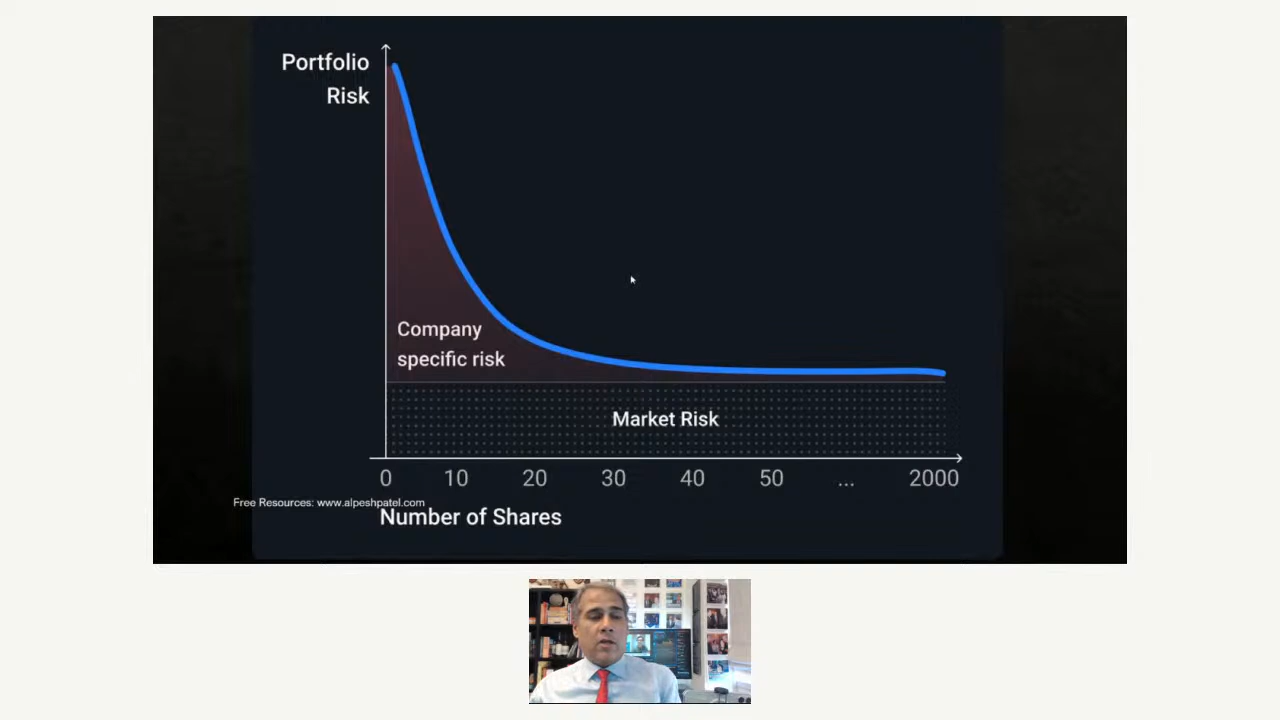 Portfolio
Risk
Company
specific risk
Market Risk
0 10 20 30 40 50 ... 2000
Free Resources: www.alpeshpatel.com
Number of Shares